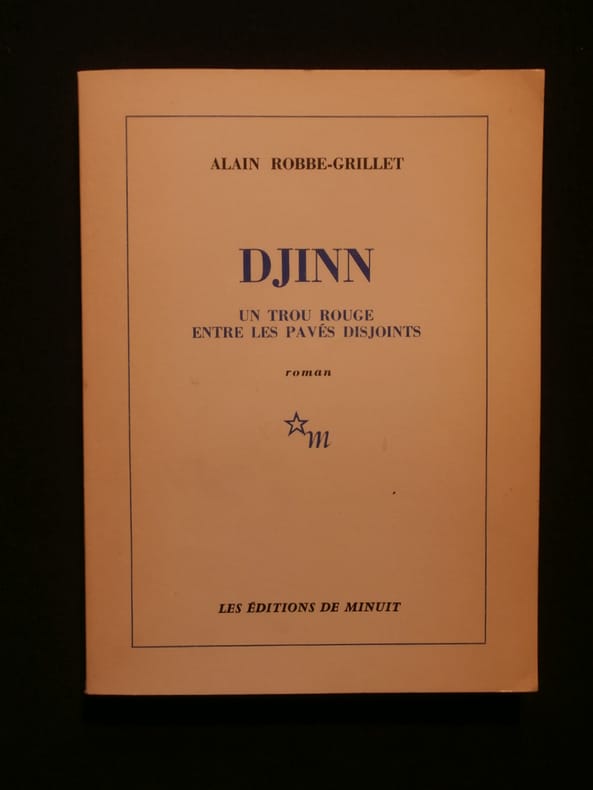 ALAIN ROBBE-GRILLET
DJINN
UN TROU ROUGE
ENTRE LES PAVÉS DISJOINTS
roman
m
LES ÉDITIONS DE MINUIT